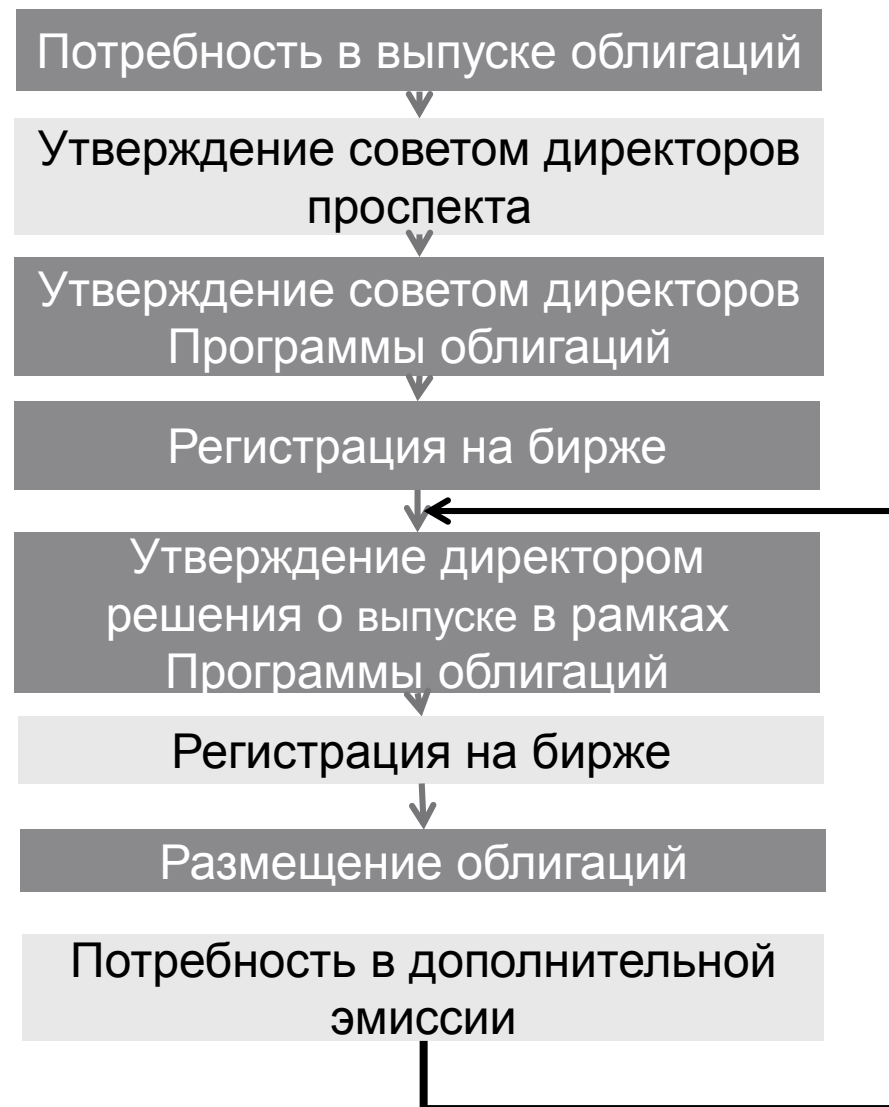 Потребность в выпуске облигаций
Утверждение советом директоров
проспекта
Утверждение советом директоров
Программы облигаций
Регистрация на бирже
Утверждение директором
решения о выпуске в рамках
Программы облигаций
Регистрация на бирже
Размещение облигаций
Потребность в дополнительной
эмиссии